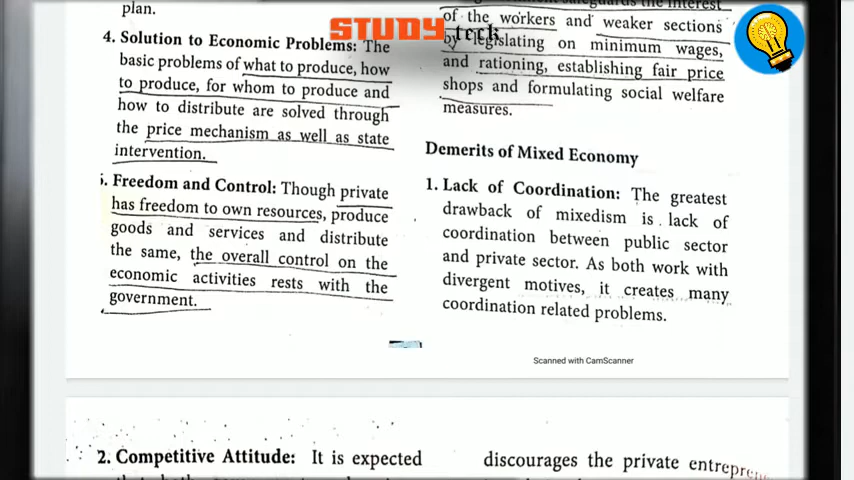 STUDY teck
plan.
4. Solution to Economic Problems: The
basic problems of what to produce, how
to produce, for whom to produce and
how to distribute are solved through
the price mechanism as well as state
intervention.
5. Freedom and Control: Though private
has freedom to own resources, produce
goods and services and distribute
the same, the overall control on the
economic activities rests with the
government.
the interest
of the workers and weaker sections
by legislating on minimum wages,
and rationing, establishing fair price
shops and formulating social welfare
measures.
Demerits of Mixed Economy
1. Lack of Coordination: The greatest
drawback of mixedism is lack of
coordination between public sector
and private sector. As both work with
divergent motives, it creates many
coordination related problems.
Scanned with CamScanner
2. Competitive Attitude: It is expected
discourages the private